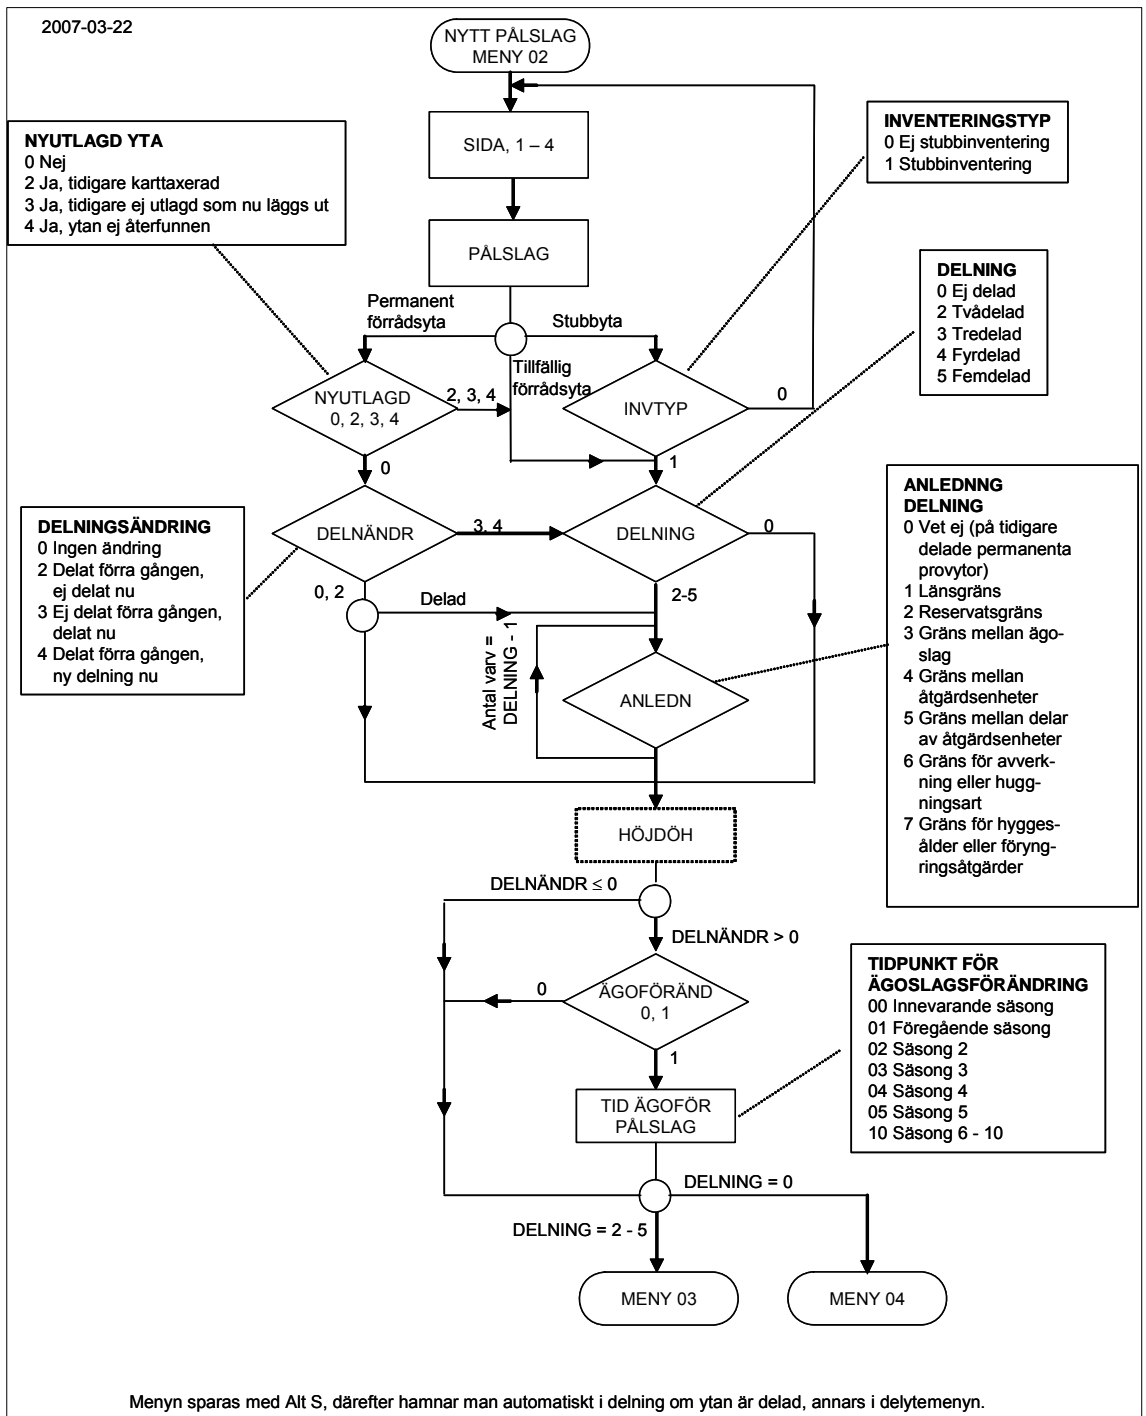 2007-03-22
NYTT PÅLSLAG
MENY 02
NYUTLAGD YTA
0 Nej
2 Ja, tidigare karttaxerad
3 Ja, tidigare ej utlagd som nu läggs ut
4 Ja, ytan ej återfunnen
SIDA, 1 – 4
INVENTERINGSTYP
0 Ej stubbinventering
1 Stubbinventering
PÅLSLAG
DELNING
0 Ej delad
2 Tvådelad
3 Tredelad
4 Fyrdelad
5 Femdelad
Permanent
förrådsyta
Stubbyta
Tillfällig
förrådsyta
NYUTLAGD
0, 2, 3, 4
2, 3, 4
INVTYP
0
0
1
DELNINGSÄNDRING
0 Ingen ändring
2 Delat förra gången,
ej delat nu
3 Ej delat förra gången,
delat nu
4 Delat förra gången,
ny delning nu
DELNÄNDR
3, 4
DELNING
0
ANLEDNNG
DELNING
0 Vet ej (på tidigare
delade permanenta
provytor)
1 Länsgräns
2 Reservatsgräns
3 Gräns mellan ägo-
slag
4 Gräns mellan
åtgärdsenheter
5 Gräns mellan delar
av åtgärdsenheter
6 Gräns för avverk-
ning eller hugg-
ningsart
7 Gräns för hygges-
ålder eller föryng-
ringsåtgärder
0, 2
Delad
2-5
Antal varv =
DELNING - 1
ANLEDN
HÖJDÖH
DELNÄNDR ≤ 0
DELNÄNDR > 0
ÄGOFÖRÄND
0, 1
0
1
TIDPUNKT FÖR
ÄGOSLAGSFÖRÄNDRING
00 Innevarande säsong
01 Föregående säsong
02 Säsong 2
03 Säsong 3
04 Säsong 4
05 Säsong 5
10 Säsong 6 - 10
TID ÄGOFÖR
PÅLSLAG
DELNING = 0
DELNING = 2 - 5
MENY 03
MENY 04
Menyn sparas med Alt S, därefter hamnar man automatiskt i delning om ytan är delad, annars i delytemenyn.